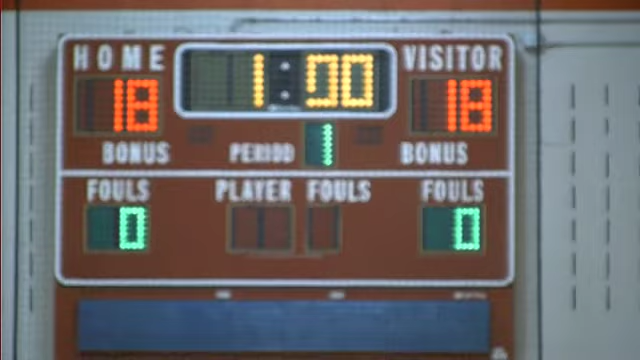 HOME 1:00 VISITOR
18 18
BONUS PERIOD 1 BONUS
FOULS PLAYER FOULS FOULS
0 0